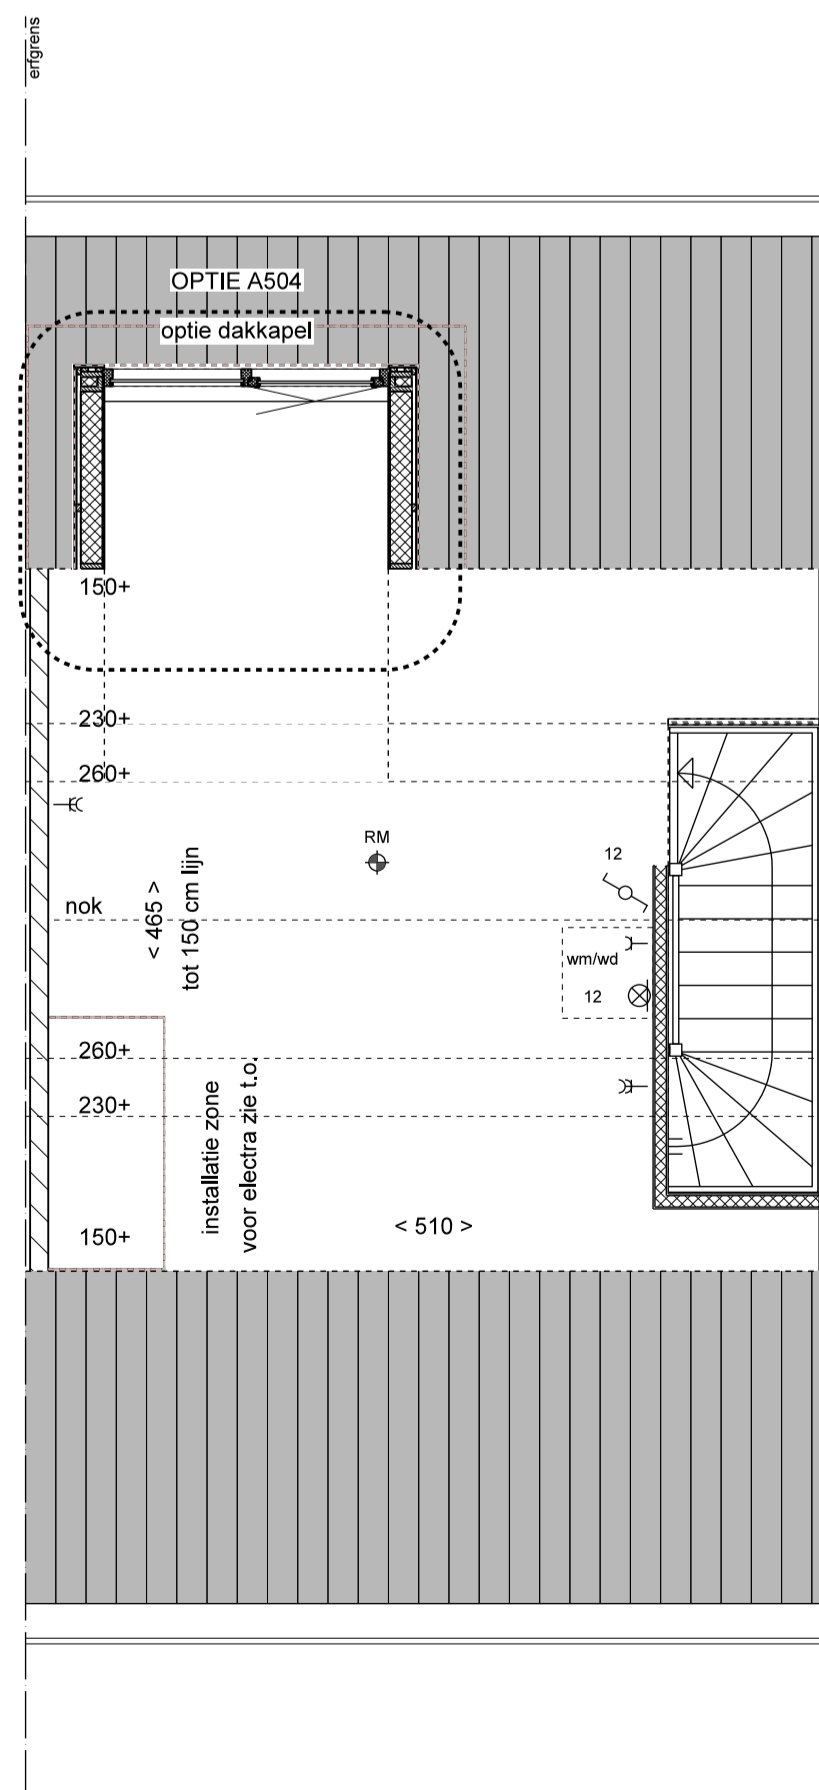 erfgrens
OPTIE A504
optie dakkapel
150+
230+
260+
RM
12
nok
< 465 >
tot 150 cm lijn
wm/wd
12
260+
230+
150+
installatie zone
voor electra zie t.o.
< 510 >